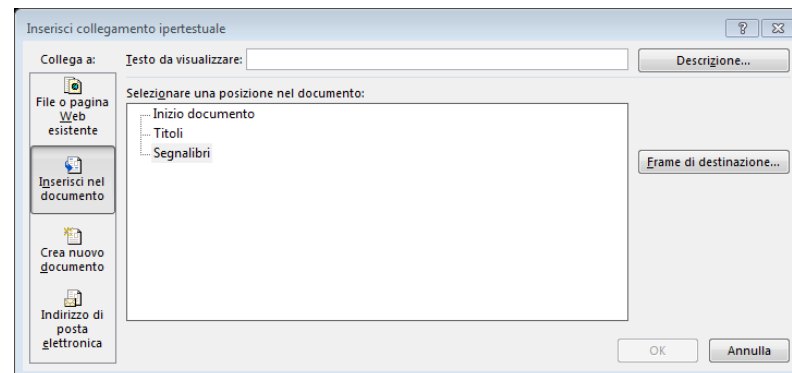 Inserisci collegamento ipertestuale
Collega a:
Testo da visualizzare:
Descrizione...
File o pagina
Web
esistente
Inserisci nel
documento
Crea nuovo
documento
Indirizzo di
posta
elettronica
Selezionare una posizione nel documento:
Inizio documento
Titoli
Segnalibri
Frame di destinazione...
OK
Annulla